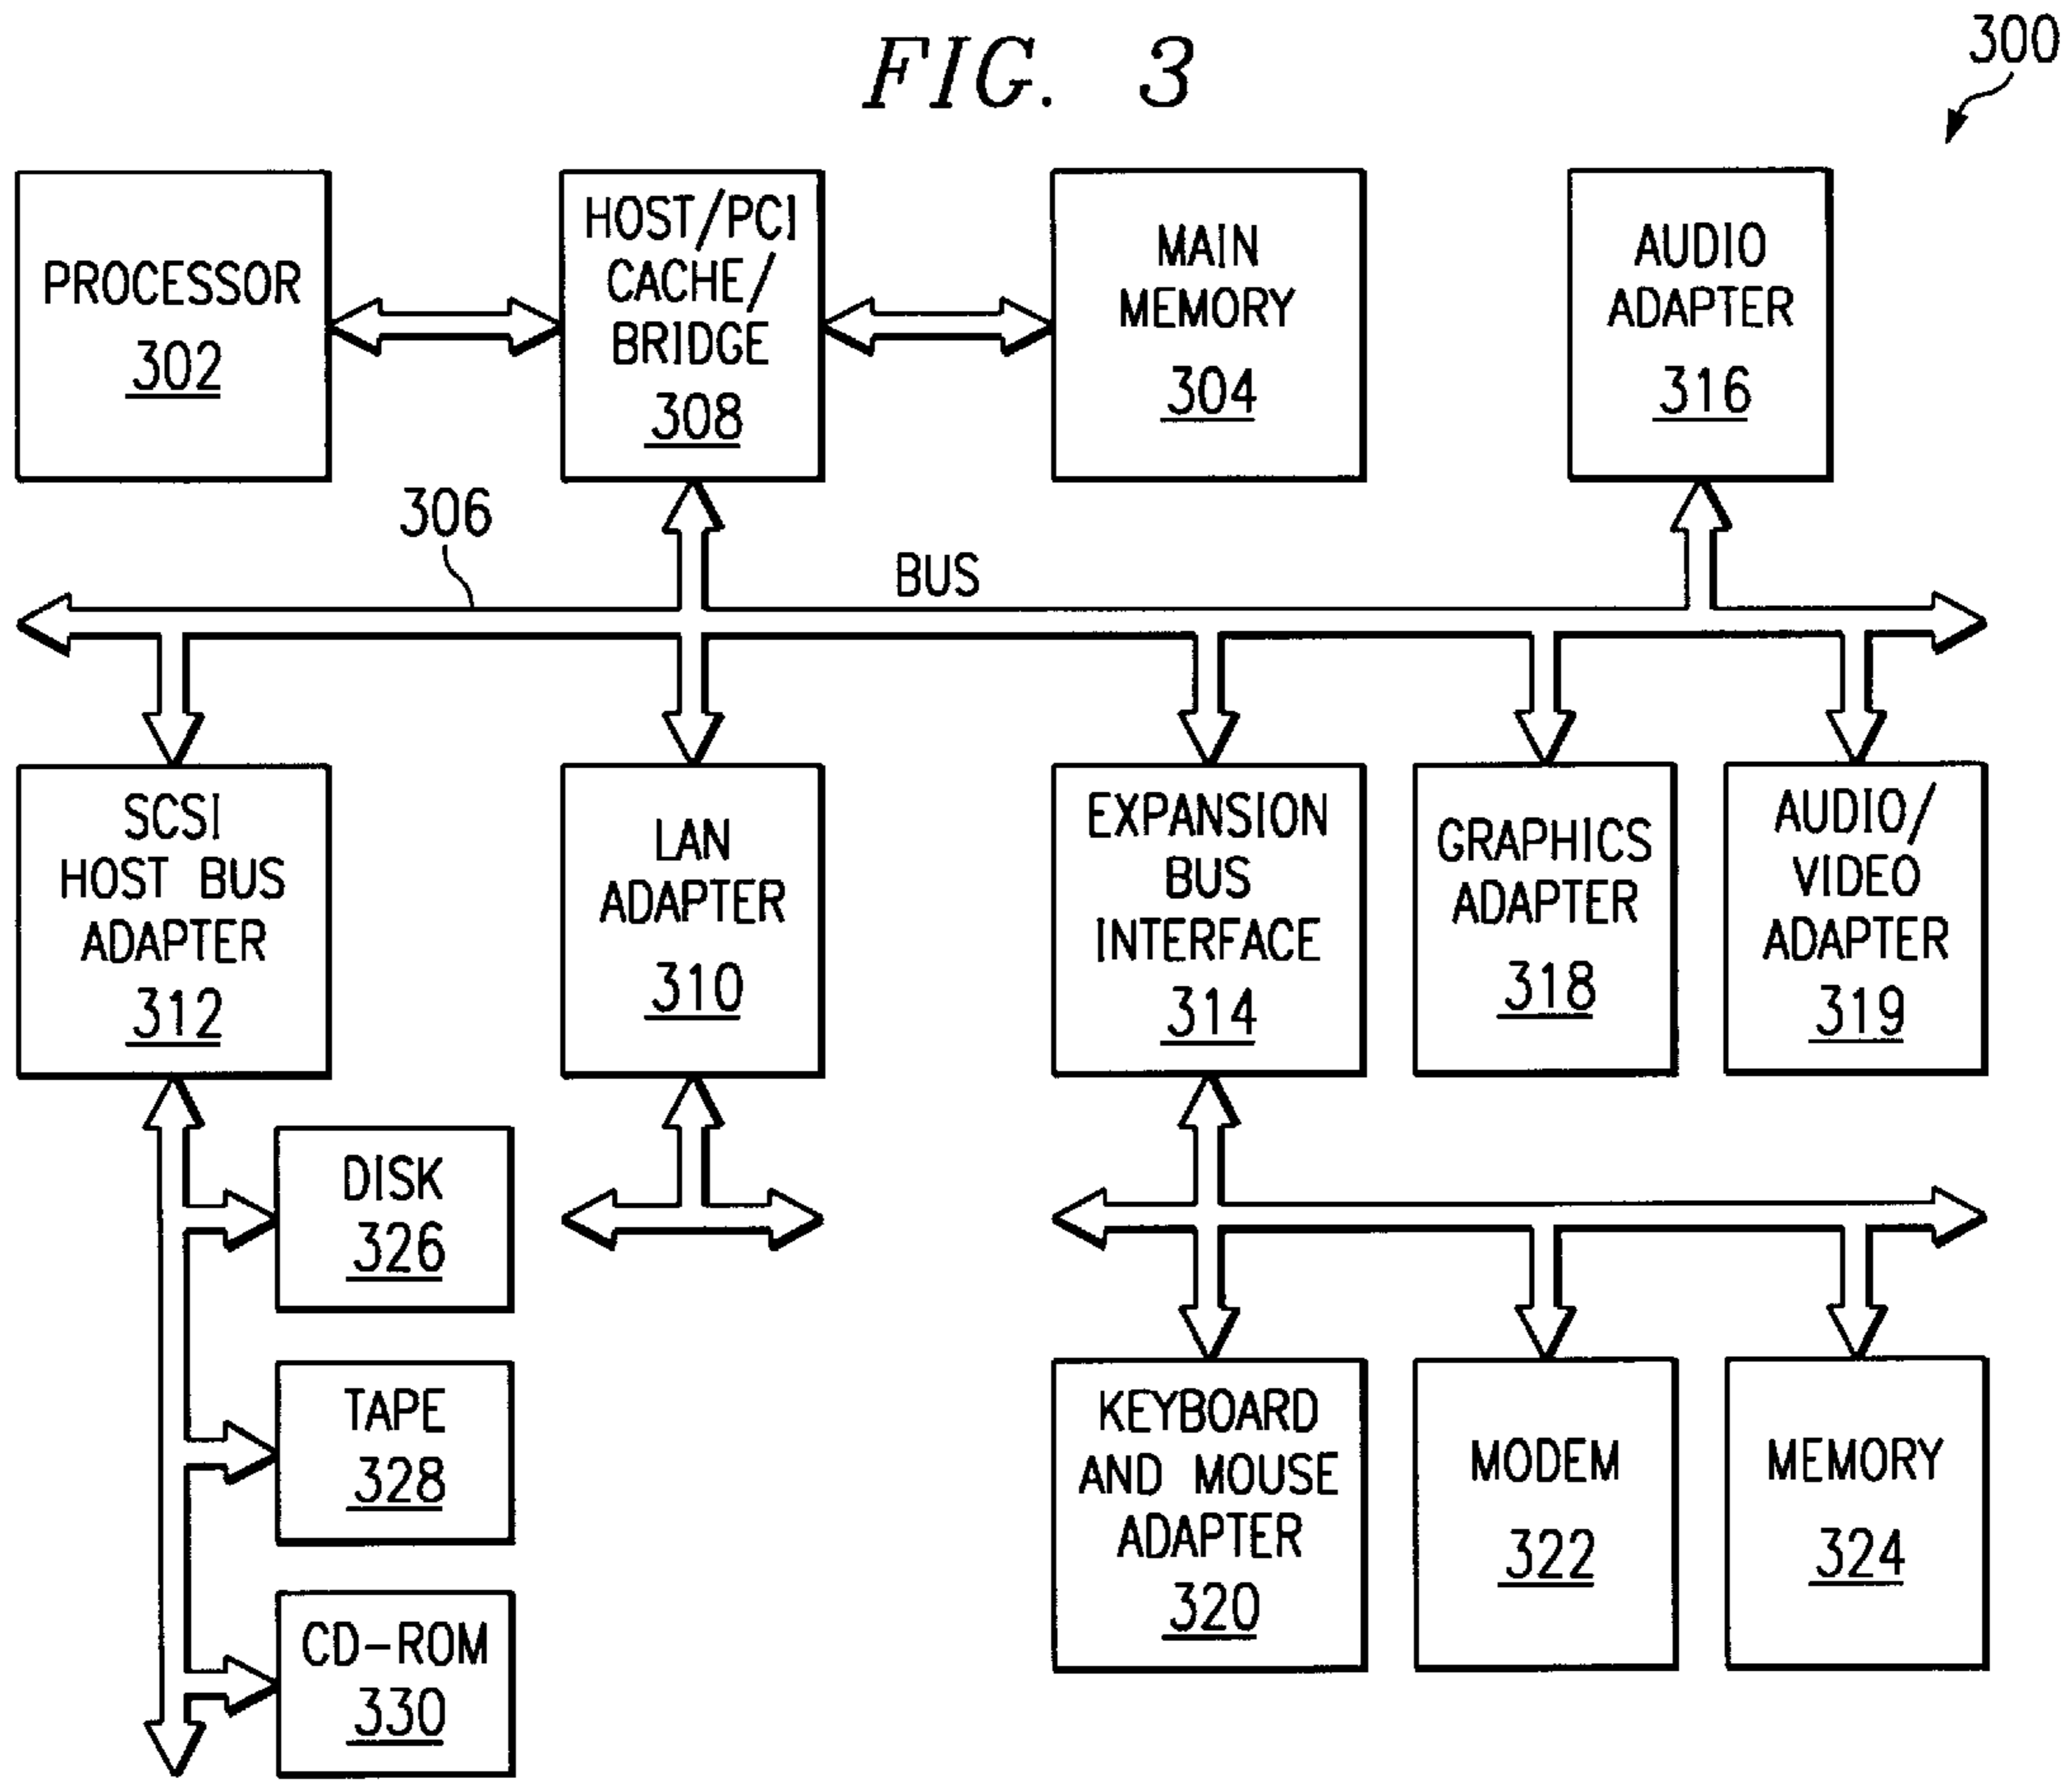 FIG. 3
300
PROCESSOR
302
HOST/PCI
CACHE/
BRIDGE
308
MAIN
MEMORY
304
AUDIO
ADAPTER
316
306
BUS
SCSI
HOST BUS
ADAPTER
312
LAN
ADAPTER
310
EXPANSION
BUS
INTERFACE
314
GRAPHICS
ADAPTER
318
AUDIO/
VIDEO
ADAPTER
319
DISK
326
TAPE
328
CD-ROM
330
KEYBOARD
AND MOUSE
ADAPTER
320
MODEM
322
MEMORY
324